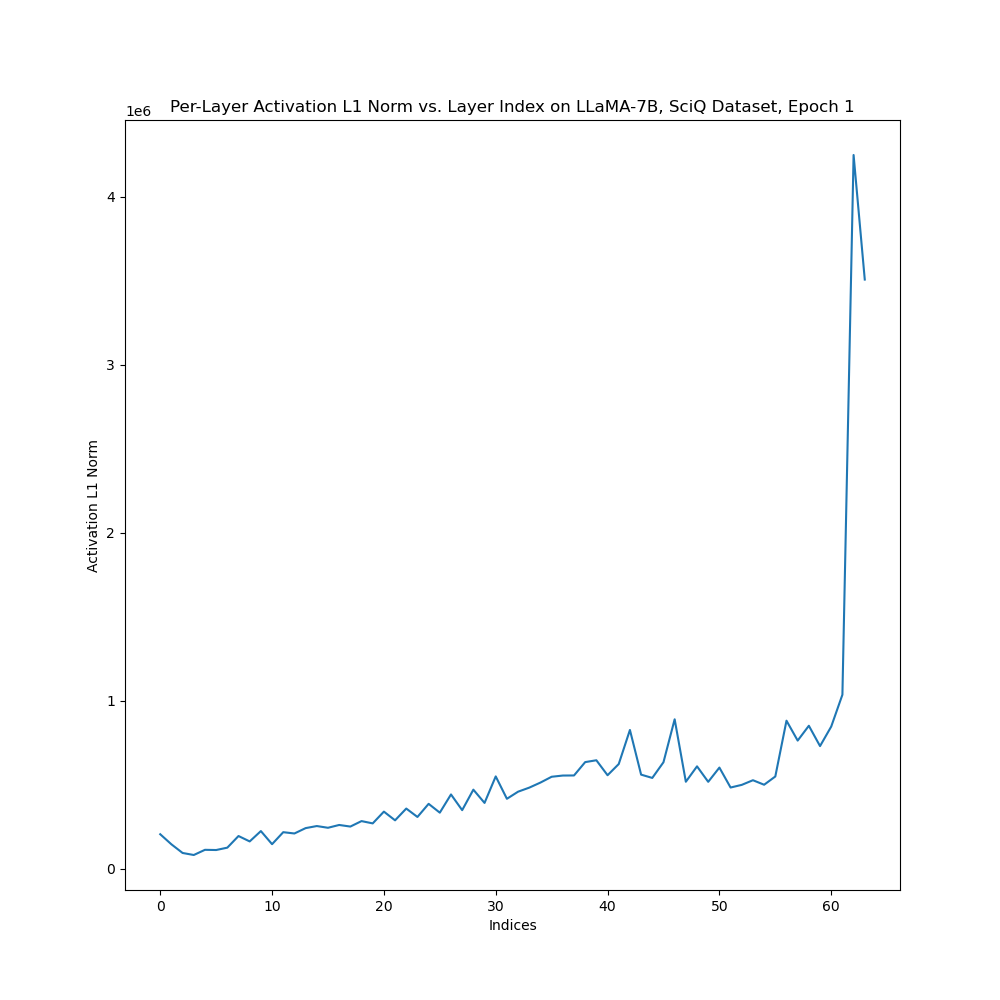 Per-Layer Activation L1 Norm vs. Layer Index on LLaMA-7B, SciQ Dataset, Epoch 1
1e6
4
3
2
1
0
Activation L1 Norm
0 10 20 30 40 50 60
Indices